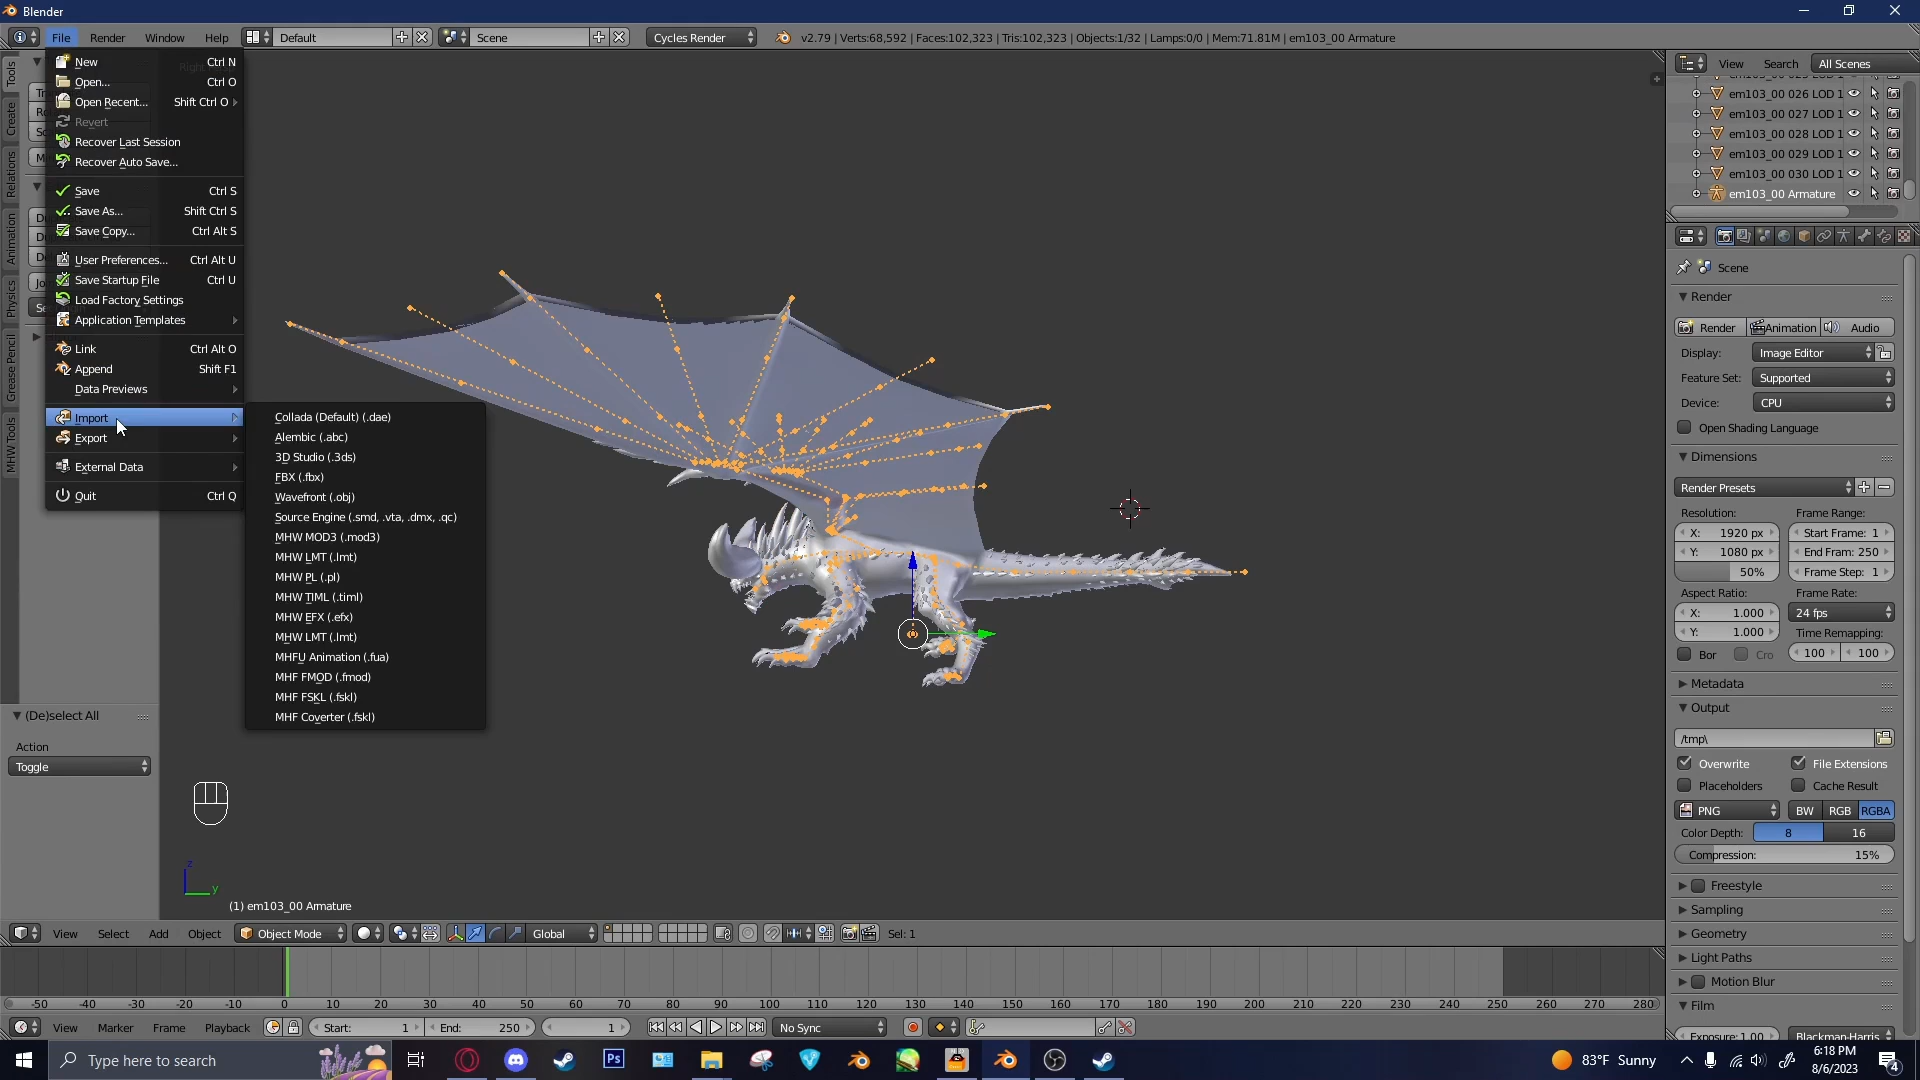 Blender
File Render Window Help Default Scene Cycles Render v2.79 | Verts:68,592 | Faces:102,323 | Tris:102,323 | Objects:1/32 | Lamps:0/0 | Mem:71.81M | em103_00 Armature
New Ctrl N
Open... Ctrl O
Open Recent... Shift Ctrl O
Revert
Recover Last Session
Recover Auto Save...
Save Ctrl S
Save As... Shift Ctrl S
Save Copy... Ctrl Alt S
User Preferences... Ctrl Alt U
Save Startup File Ctrl U
Load Factory Settings
Application Templates
Link Ctrl Alt O
Append Shift F1
Data Previews
Import
Export
External Data
Quit Ctrl Q
Collada (Default) (.dae)
Alembic (.abc)
3D Studio (.3ds)
FBX (.fbx)
Wavefront (.obj)
Source Engine (.smd, .vta, .dmx, .qc)
MHW MOD3 (.mod3)
MHW LMT (.lmt)
MHW PL (.pl)
MHW TIML (.timl)
MHW EFX (.efx)
MHW LMT (.lmt)
MHFU Animation (.fua)
MHF FMOD (.fmod)
MHF FSKL (.fskl)
MHF Coverter (.fskl)
Tools
Create
Relations
Animation
Physics
Grease Pencil
MHW Tools
(De)select All
Action
Toggle
z
y
(1) em103_00 Armature
View Select Add Object Object Mode Global Sel: 1
-50 -40 -30 -20 -10 0 10 20 30 40 50 60 70 80 90 100 110 120 130 140 150 160 170 180 190 200 210 220 230 240 250 260 270 280
View Marker Frame Playback Start: 1 End: 250 1 No Sync
View Search All Scenes
em103_00 026 LOD 1
em103_00 027 LOD 1
em103_00 028 LOD 1
em103_00 029 LOD 1
em103_00 030 LOD 1
em103_00 Armature
Scene
Render
Render Animation Audio
Display: Image Editor
Feature Set: Supported
Device: CPU
Open Shading Language
Dimensions
Render Presets
Resolution: Frame Range:
X: 1920 px Start Frame: 1
Y: 1080 px End Fram: 250
50% Frame Step: 1
Aspect Ratio: Frame Rate:
X: 1.000 24 fps
Y: 1.000 Time Remapping:
Bor Cro 100 100
Metadata
Output
/tmp\
Overwrite File Extensions
Placeholders Cache Result
PNG BW RGB RGBA
Color Depth: 8 16
Compression: 15%
Freestyle
Sampling
Geometry
Light Paths
Motion Blur
Film
Exposure: 1.00 Blackman-Harris
Type here to search
Ps
83°F Sunny
6:18 PM
8/6/2023
4